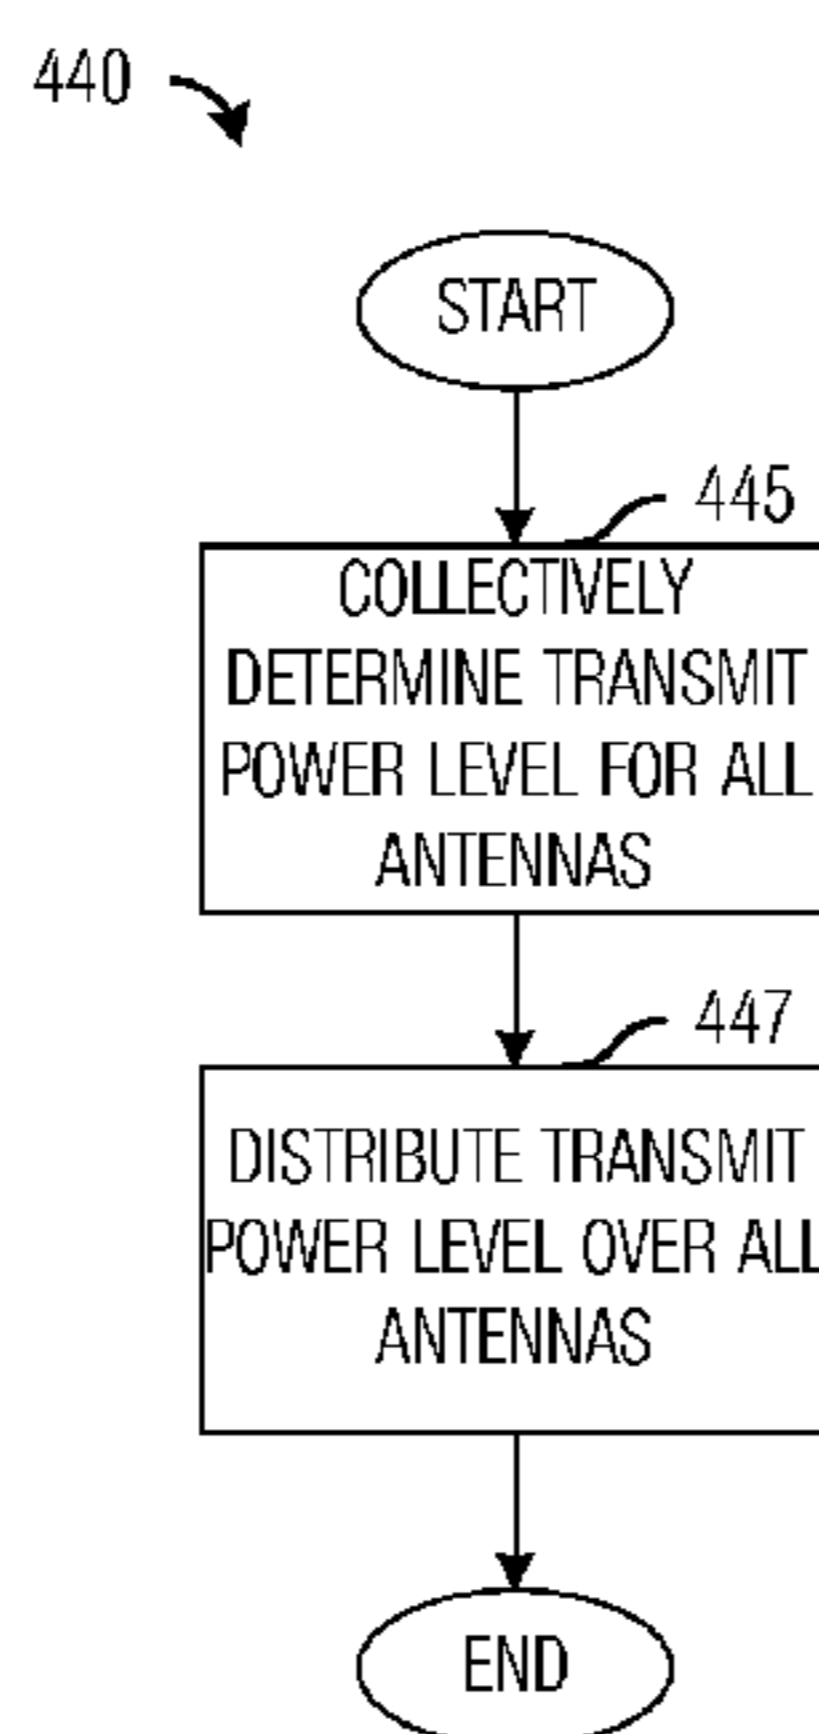 440
START
445
COLLECTIVELY
DETERMINE TRANSMIT
POWER LEVEL FOR ALL
ANTENNAS
447
DISTRIBUTE TRANSMIT
POWER LEVEL OVER ALL
ANTENNAS
END